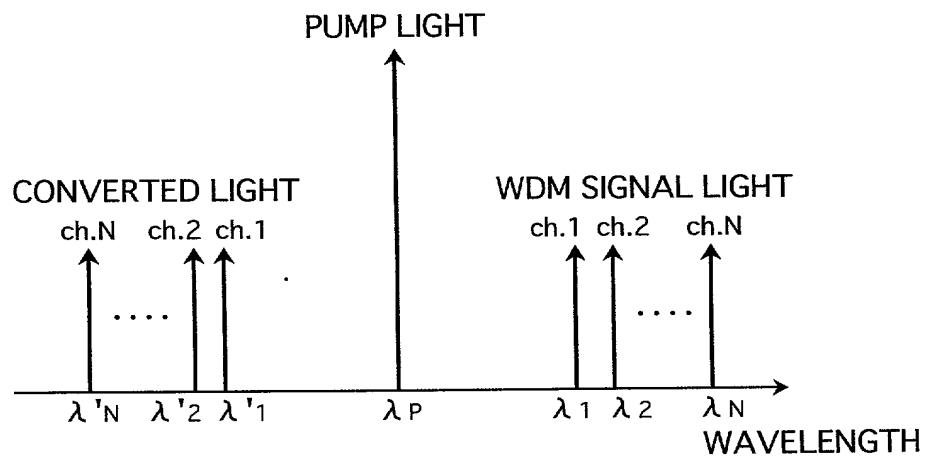 PUMP LIGHT
CONVERTED LIGHT
WDM SIGNAL LIGHT
ch.N ch.2 ch.1
ch.1 ch.2 ch.N
....
....
λ'N λ'2 λ'1 λP λ1 λ2 λN
WAVELENGTH